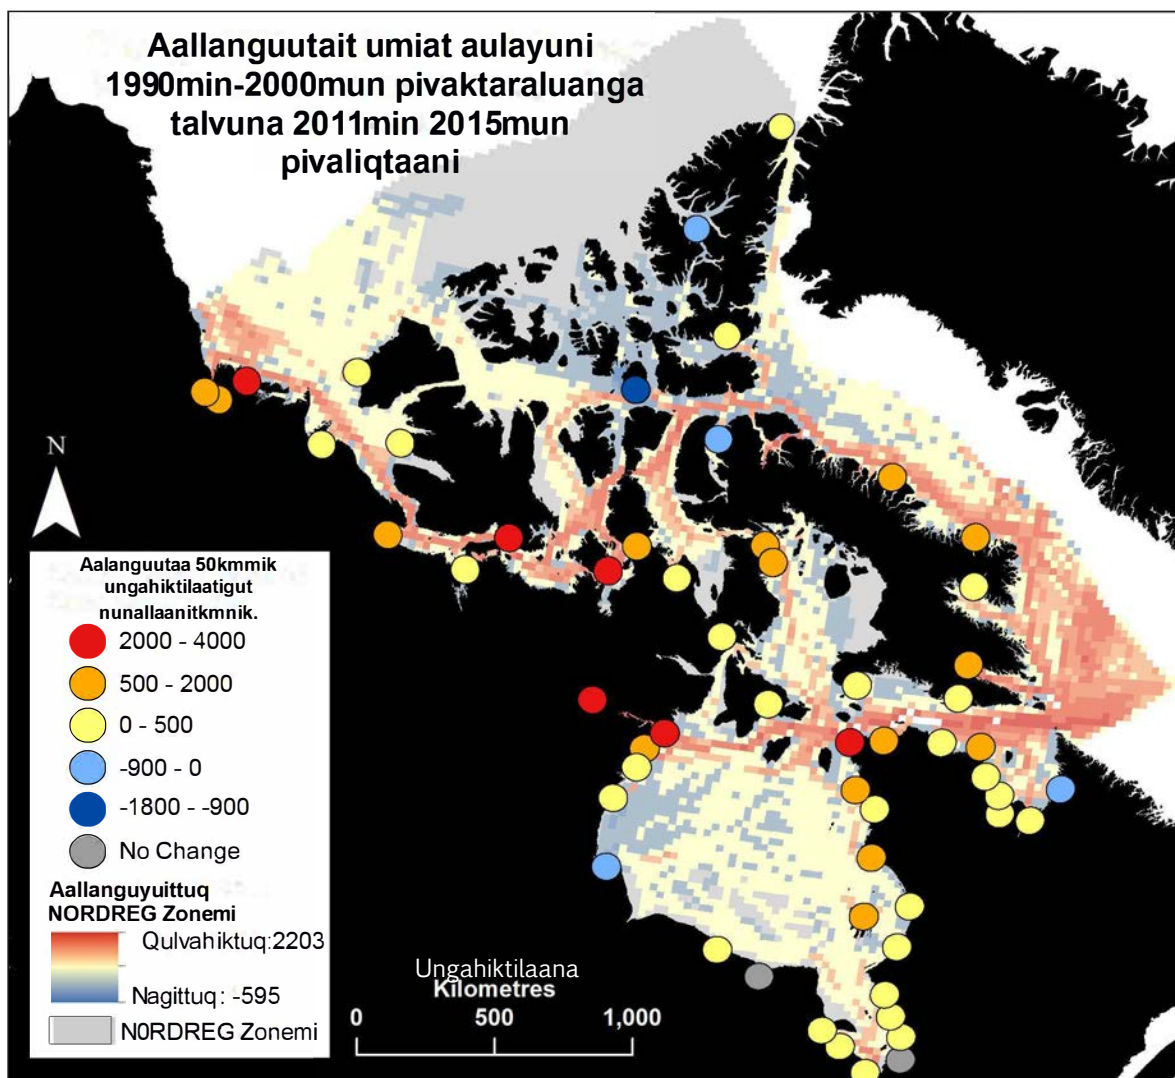 Aallanguutait umiat aulayuni
1990min-2000mun pivaktaraluanga
talvuna 2011min 2015mun
pivaliqtaani
N
Aalanguutaa 50kmmik
ungahiktilaatigut
nunallaanitkmnik.
2000 - 4000
500 - 2000
0 - 500
-900 - 0
-1800 - -900
No Change
Aallanguyuittuq
NORDREG Zonemi
Qulvahiktuq:2203
Nagittuq: -595
N0RDREG Zonemi
Ungahiktilaana
Kilometres
0 500 1,000